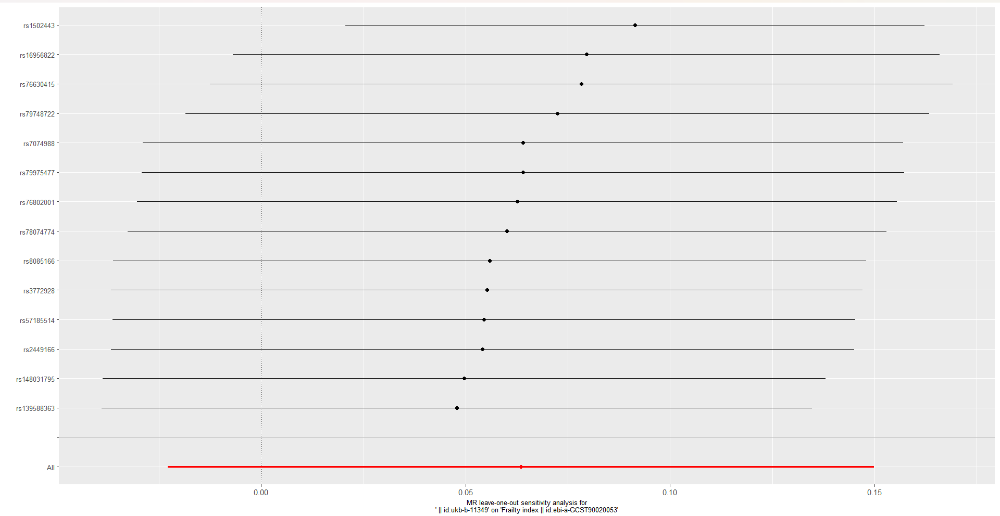 rs1502443
rs16956822
rs76630415
rs79748722
rs7074988
rs79975477
rs76802001
rs78074774
rs8085166
rs3772928
rs57185514
rs2449166
rs148031795
rs139588363
All
0.00 0.05 0.10 0.15
MR leave-one-out sensitivity analysis for
' || id:ukb-b-11349' on 'Frailty index || id:ebi-a-GCST90020053'